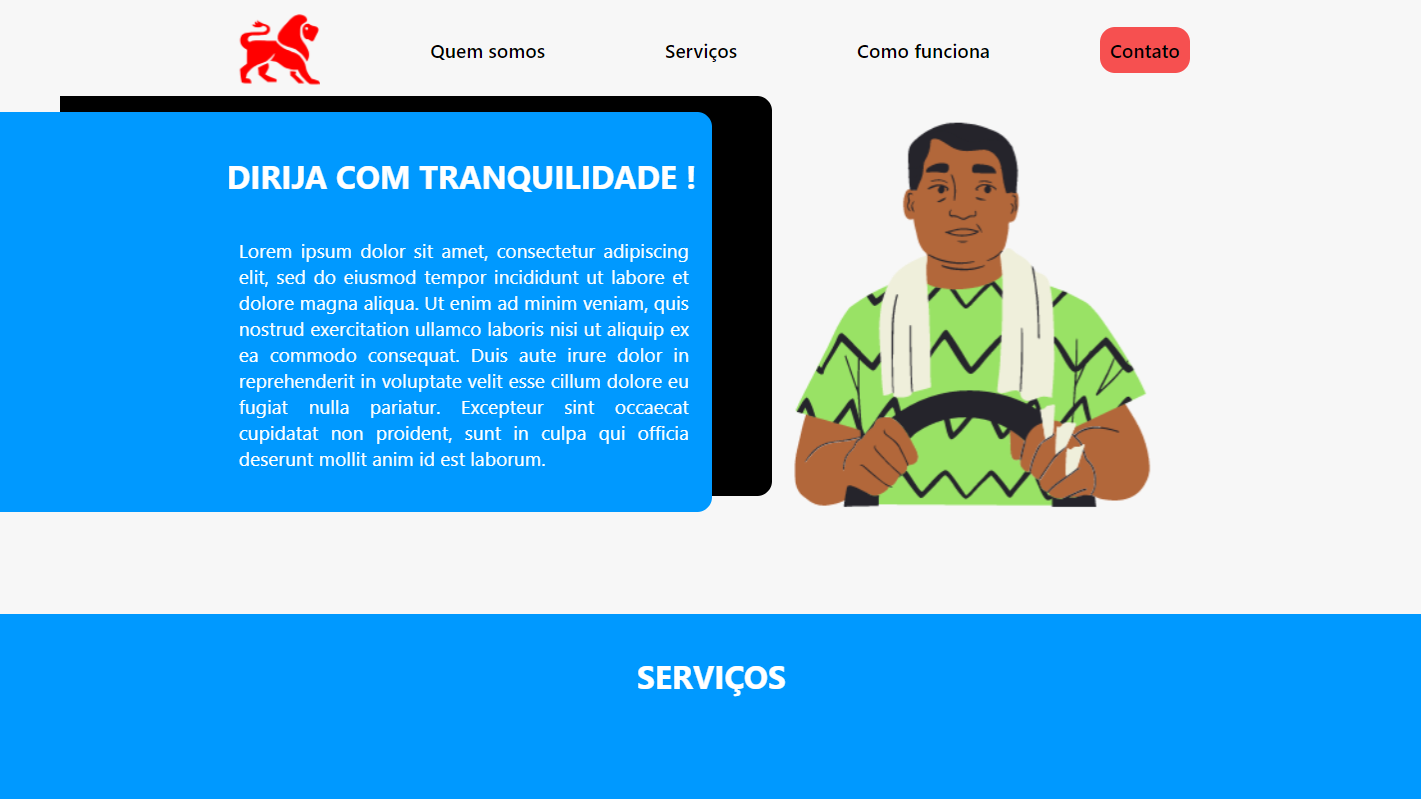 Quem somos
Serviços
Como funciona
Contato
DIRIJA COM TRANQUILIDADE !
Lorem ipsum dolor sit amet, consectetur adipiscing
elit, sed do eiusmod tempor incididunt ut labore et
dolore magna aliqua. Ut enim ad minim veniam, quis
nostrud exercitation ullamco laboris nisi ut aliquip ex
ea commodo consequat. Duis aute irure dolor in
reprehenderit in voluptate velit esse cillum dolore eu
fugiat nulla pariatur. Excepteur sint occaecat
cupidatat non proident, sunt in culpa qui officia
deserunt mollit anim id est laborum.
SERVIÇOS